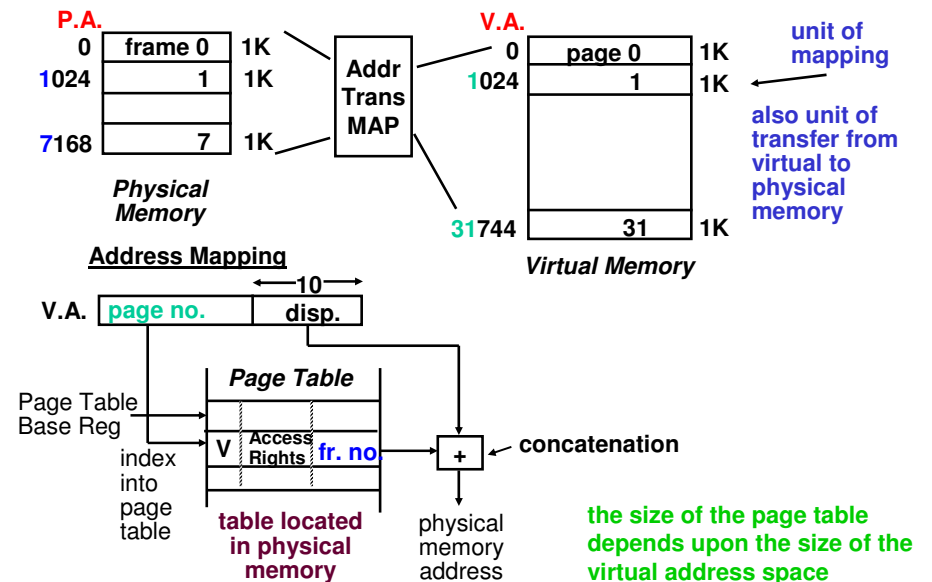 P.A.
0 frame 0 1K
1024 1 1K
7168 7 1K
Physical
Memory
Addr
Trans
MAP
V.A.
0 page 0 1K
1024 1 1K
31744 31 1K
Virtual Memory
unit of
mapping
also unit of
transfer from
virtual to
physical
memory
Address Mapping
10
V.A. page no. disp.
Page Table
Page Table
Base Reg
V Access
Rights fr. no.
index
into
page
table
table located
in physical
memory
+
concatenation
physical
memory
address
the size of the page table
depends upon the size of the
virtual address space